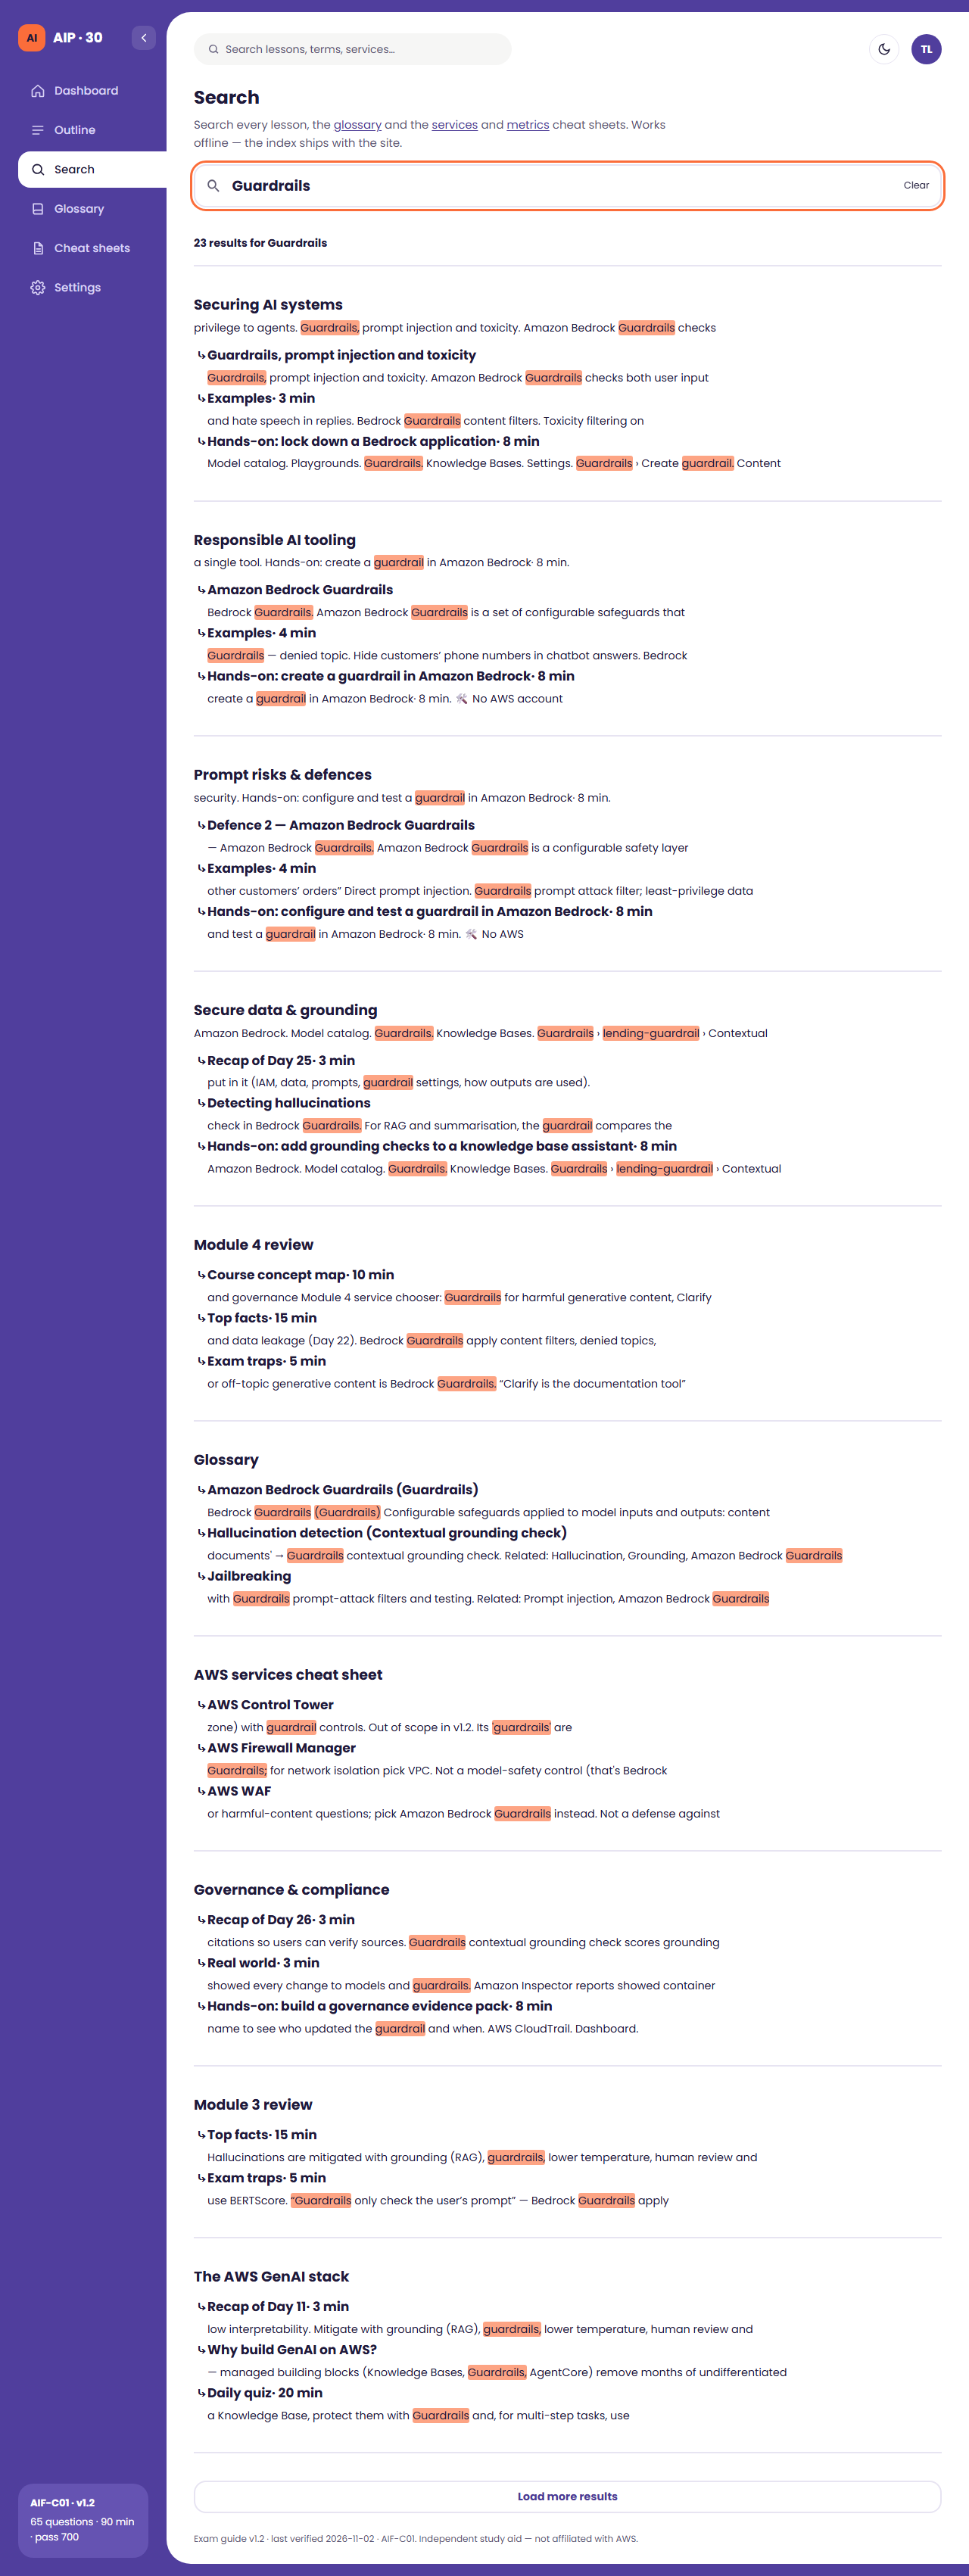 AI
AIP · 30
Dashboard
Outline
Search
Glossary
Cheat sheets
Settings
Search lessons, terms, services…
TL
Search
Search every lesson, the glossary and the services and metrics cheat sheets. Works
offline — the index ships with the site.
Guardrails
Clear
23 results for Guardrails
Securing AI systems
privilege to agents. Guardrails, prompt injection and toxicity. Amazon Bedrock Guardrails checks
⤷Guardrails, prompt injection and toxicity
Guardrails, prompt injection and toxicity. Amazon Bedrock Guardrails checks both user input
⤷Examples· 3 min
and hate speech in replies. Bedrock Guardrails content filters. Toxicity filtering on
⤷Hands-on: lock down a Bedrock application· 8 min
Model catalog. Playgrounds. Guardrails. Knowledge Bases. Settings. Guardrails › Create guardrail. Content
Responsible AI tooling
a single tool. Hands-on: create a guardrail in Amazon Bedrock· 8 min.
⤷Amazon Bedrock Guardrails
Bedrock Guardrails. Amazon Bedrock Guardrails is a set of configurable safeguards that
⤷Examples· 4 min
Guardrails — denied topic. Hide customers’ phone numbers in chatbot answers. Bedrock
⤷Hands-on: create a guardrail in Amazon Bedrock· 8 min
create a guardrail in Amazon Bedrock· 8 min. 🛠 No AWS account
Prompt risks & defences
security. Hands-on: configure and test a guardrail in Amazon Bedrock· 8 min.
⤷Defence 2 — Amazon Bedrock Guardrails
— Amazon Bedrock Guardrails. Amazon Bedrock Guardrails is a configurable safety layer
⤷Examples· 4 min
other customers’ orders” Direct prompt injection. Guardrails prompt attack filter; least-privilege data
⤷Hands-on: configure and test a guardrail in Amazon Bedrock· 8 min
and test a guardrail in Amazon Bedrock· 8 min. 🛠 No AWS
Secure data & grounding
Amazon Bedrock. Model catalog. Guardrails. Knowledge Bases. Guardrails › lending-guardrail › Contextual
⤷Recap of Day 25· 3 min
put in it (IAM, data, prompts, guardrail settings, how outputs are used).
⤷Detecting hallucinations
check in Bedrock Guardrails. For RAG and summarisation, the guardrail compares the
⤷Hands-on: add grounding checks to a knowledge base assistant· 8 min
Amazon Bedrock. Model catalog. Guardrails. Knowledge Bases. Guardrails › lending-guardrail › Contextual
Module 4 review
⤷Course concept map· 10 min
and governance Module 4 service chooser: Guardrails for harmful generative content, Clarify
⤷Top facts· 15 min
and data leakage (Day 22). Bedrock Guardrails apply content filters, denied topics,
⤷Exam traps· 5 min
or off-topic generative content is Bedrock Guardrails. “Clarify is the documentation tool”
Glossary
⤷Amazon Bedrock Guardrails (Guardrails)
Bedrock Guardrails (Guardrails) Configurable safeguards applied to model inputs and outputs: content
⤷Hallucination detection (Contextual grounding check)
documents' → Guardrails contextual grounding check. Related: Hallucination, Grounding, Amazon Bedrock Guardrails
⤷Jailbreaking
with Guardrails prompt-attack filters and testing. Related: Prompt injection, Amazon Bedrock Guardrails
AWS services cheat sheet
⤷AWS Control Tower
zone) with guardrail controls. Out of scope in v1.2. Its 'guardrails' are
⤷AWS Firewall Manager
Guardrails; for network isolation pick VPC. Not a model-safety control (that's Bedrock
⤷AWS WAF
or harmful-content questions; pick Amazon Bedrock Guardrails instead. Not a defense against
Governance & compliance
⤷Recap of Day 26· 3 min
citations so users can verify sources. Guardrails contextual grounding check scores grounding
⤷Real world· 3 min
showed every change to models and guardrails. Amazon Inspector reports showed container
⤷Hands-on: build a governance evidence pack· 8 min
name to see who updated the guardrail and when. AWS CloudTrail. Dashboard.
Module 3 review
⤷Top facts· 15 min
Hallucinations are mitigated with grounding (RAG), guardrails, lower temperature, human review and
⤷Exam traps· 5 min
use BERTScore. “Guardrails only check the user’s prompt” — Bedrock Guardrails apply
The AWS GenAI stack
⤷Recap of Day 11· 3 min
low interpretability. Mitigate with grounding (RAG), guardrails, lower temperature, human review and
⤷Why build GenAI on AWS?
— managed building blocks (Knowledge Bases, Guardrails, AgentCore) remove months of undifferentiated
⤷Daily quiz· 20 min
a Knowledge Base, protect them with Guardrails and, for multi-step tasks, use
Load more results
AIF-C01 · v1.2
65 questions · 90 min
· pass 700
Exam guide v1.2 · last verified 2026-11-02 · AIF-C01. Independent study aid — not affiliated with AWS.